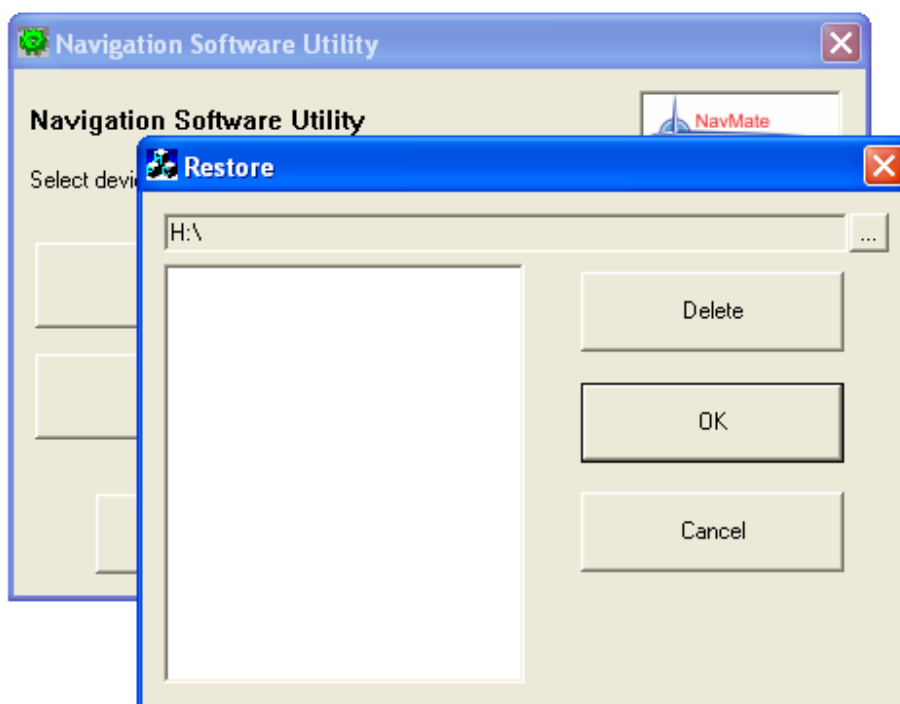 Navigation Software Utility
Navigation Software Utility
NavMate
Select devi
Restore
H:\
...
Delete
OK
Cancel